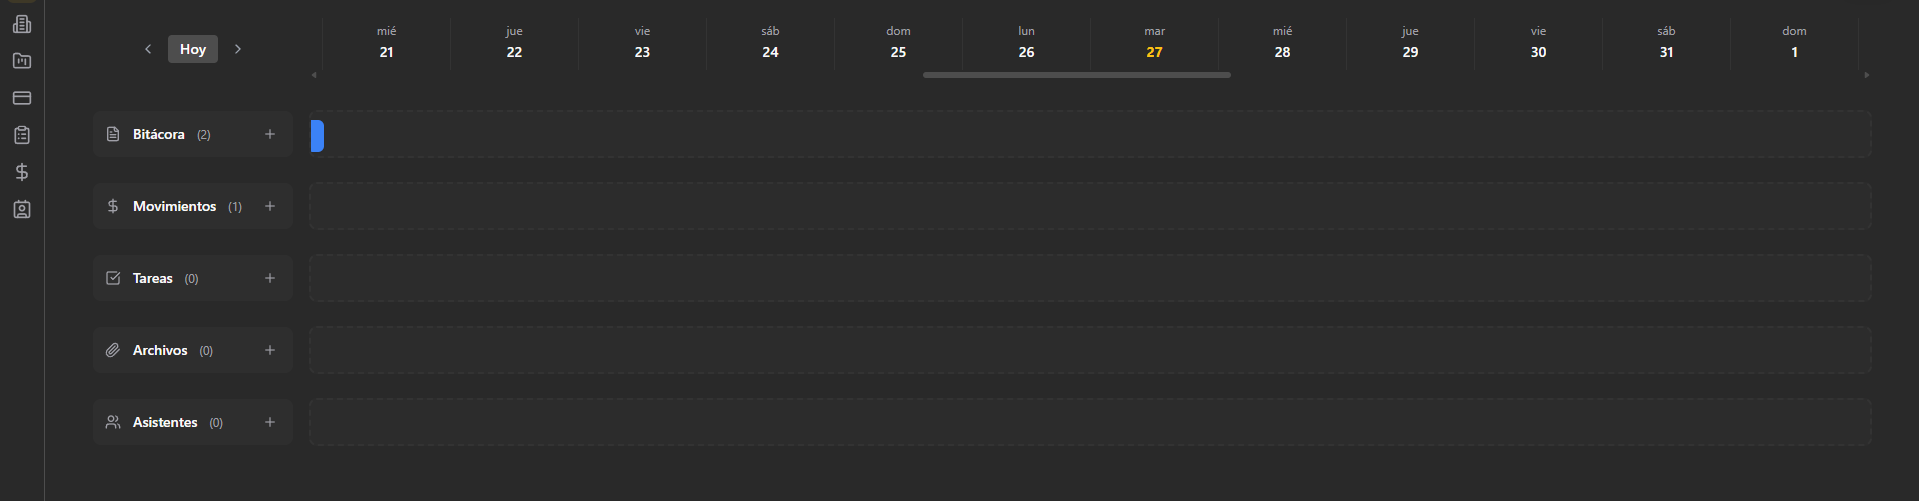 mié jue vie sáb dom lun mar mié jue vie sáb dom
Hoy 21 22 23 24 25 26 27 28 29 30 31 1
Bitácora (2)
Movimientos (1)
Tareas (0)
Archivos (0)
Asistentes (0)